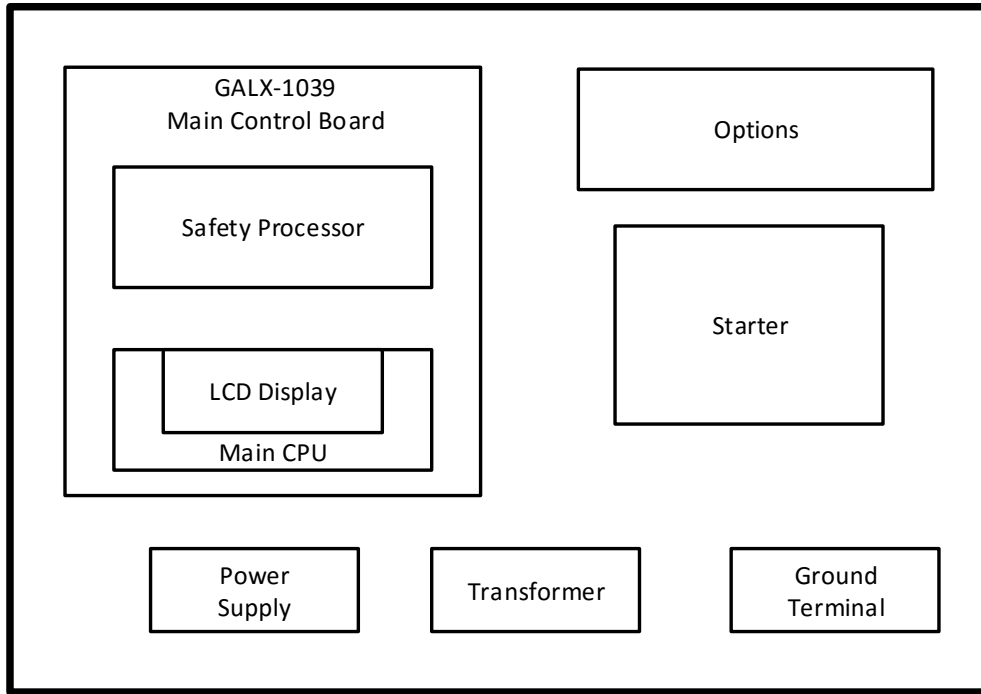 GALX-1039
Main Control Board
Options
Safety Processor
Starter
LCD Display
Main CPU
Power
Supply
Transformer
Ground
Terminal